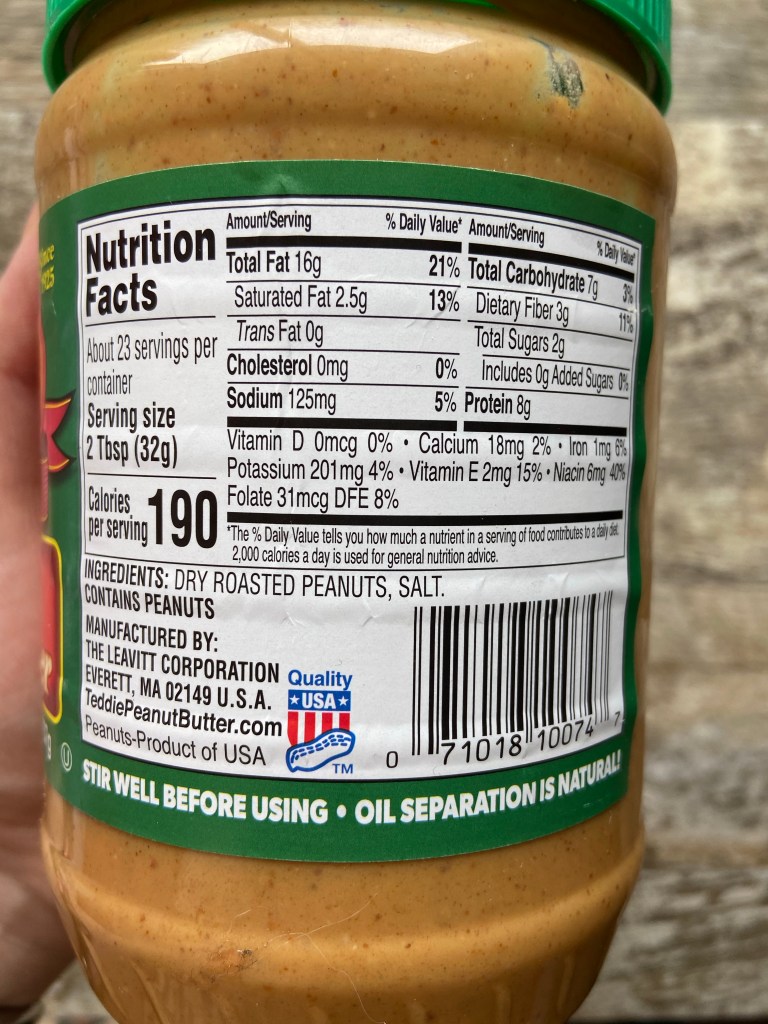 Nutrition
Facts
About 23 servings per
container
Serving size
2 Tbsp (32g)
Calories
per serving 190
Amount/Serving % Daily Value*
Total Fat 16g 21%
Saturated Fat 2.5g 13%
Trans Fat 0g
Cholesterol 0mg 0%
Sodium 125mg 5%
Amount/Serving % Daily Value*
Total Carbohydrate 7g 3%
Dietary Fiber 3g 11%
Total Sugars 2g
Includes 0g Added Sugars 0%
Protein 8g
Vitamin D 0mcg 0% • Calcium 18mg 2% • Iron 1mg 6%
Potassium 201mg 4% • Vitamin E 2mg 15% • Niacin 6mg 40%
Folate 31mcg DFE 8%
*The % Daily Value tells you how much a nutrient in a serving of food contributes to a daily diet.
2,000 calories a day is used for general nutrition advice.
INGREDIENTS: DRY ROASTED PEANUTS, SALT.
CONTAINS PEANUTS
MANUFACTURED BY:
THE LEAVITT CORPORATION
EVERETT, MA 02149 U.S.A.
TeddiePeanutButter.com
Peanuts-Product of USA
Quality
USA
TM
0 71018 10074 7
U
STIR WELL BEFORE USING • OIL SEPARATION IS NATURAL!